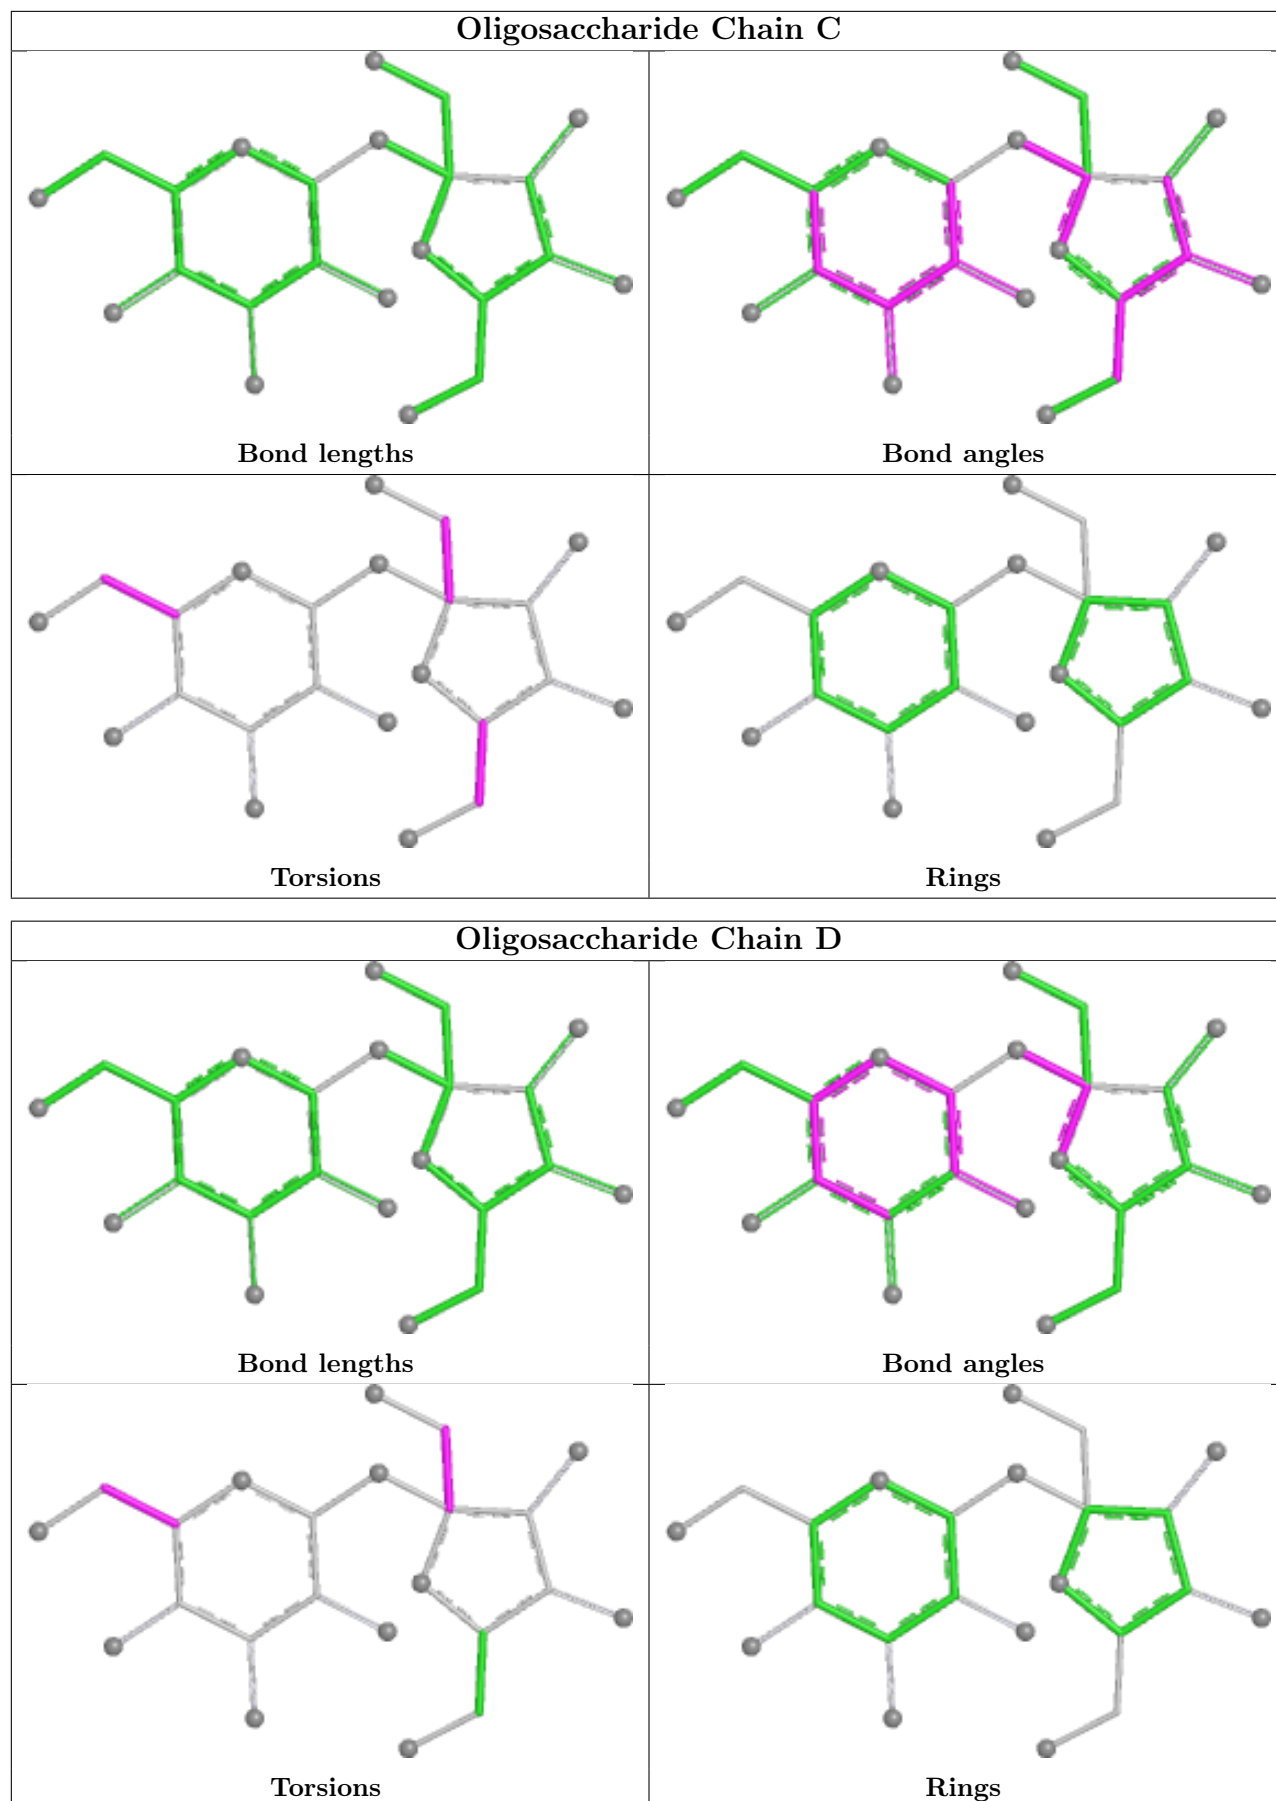 Oligosaccharide Chain C
Bond lengths
Bond angles
Torsions
Rings
Oligosaccharide Chain D
Bond lengths
Bond angles
Torsions
Rings